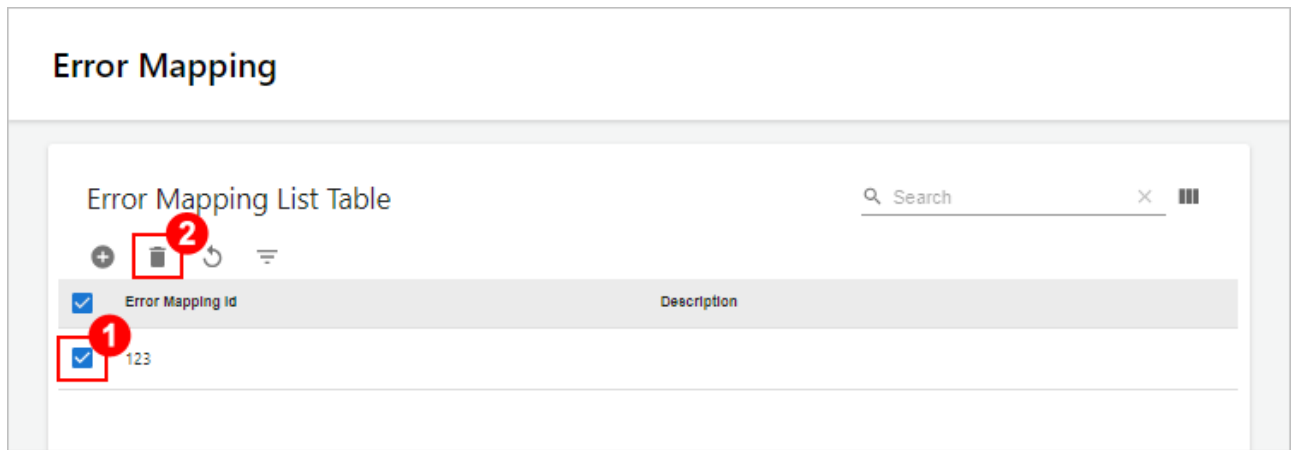 Error Mapping
Error Mapping List Table
Search
2
Error Mapping Id Description
1
123